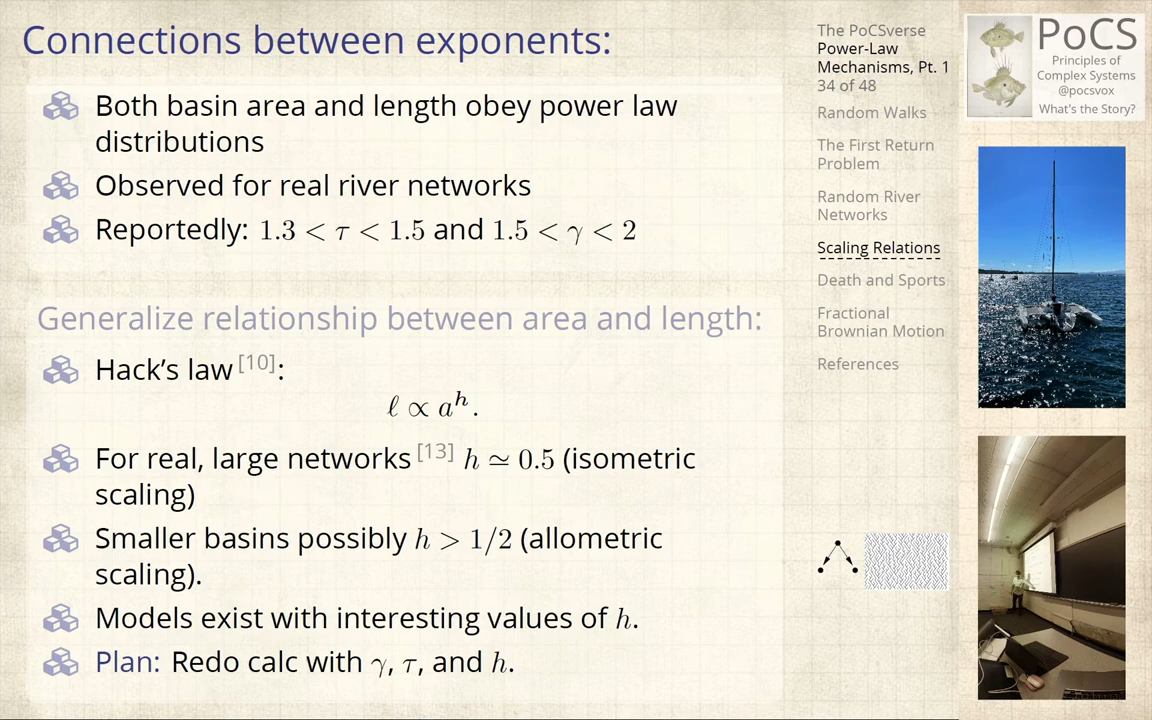 Connections between exponents:
Both basin area and length obey power law
distributions
Observed for real river networks
Reportedly: 1.3 < τ < 1.5 and 1.5 < γ < 2
Generalize relationship between area and length:
Hack's law [10]:
ℓ ∝ a^h.
For real, large networks [13] h ≃ 0.5 (isometric
scaling)
Smaller basins possibly h > 1/2 (allometric
scaling).
Models exist with interesting values of h.
Plan: Redo calc with γ, τ, and h.
The PoCSverse
Power-Law
Mechanisms, Pt. 1
34 of 48
Random Walks
The First Return
Problem
Random River
Networks
Scaling Relations
Death and Sports
Fractional
Brownian Motion
References
PoCS
Principles of
Complex Systems
@pocsvox
What's the Story?